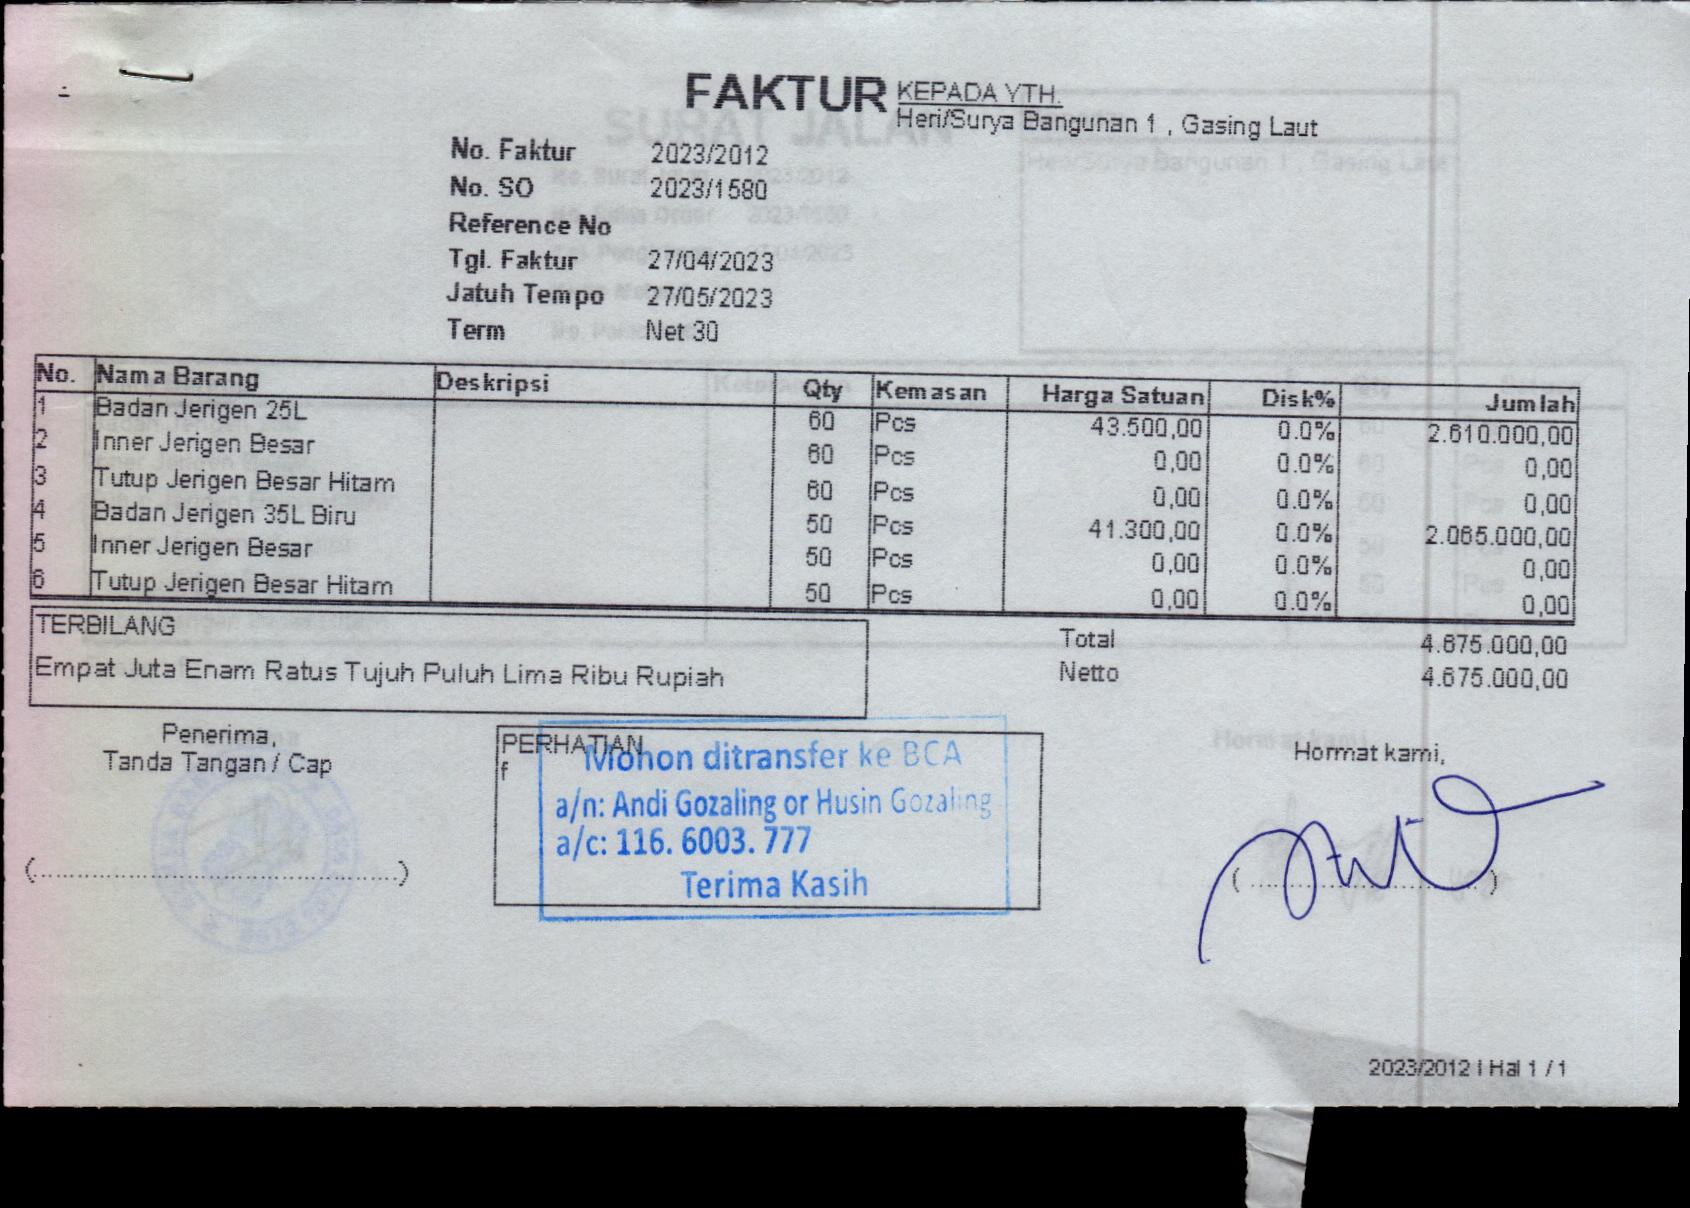 FAKTUR
KEPADA YTH.
Heri/Surya Bangunan 1 , Gasing Laut
No. Faktur 2023/2012
No. SO 2023/1580
Reference No
Tgl. Faktur 27/04/2023
Jatuh Tempo 27/05/2023
Term Net 30
No. Nama Barang Deskripsi Qty Kemasan Harga Satuan Disk% Jumlah
1 Badan Jerigen 25L 60 Pcs 43.500,00 0.0% 2.610.000,00
2 Inner Jerigen Besar 60 Pcs 0,00 0.0% 0,00
3 Tutup Jerigen Besar Hitam 60 Pcs 0,00 0.0% 0,00
4 Badan Jerigen 35L Biru 50 Pcs 41.300,00 0.0% 2.065.000,00
5 Inner Jerigen Besar 50 Pcs 0,00 0.0% 0,00
6 Tutup Jerigen Besar Hitam 50 Pcs 0,00 0.0% 0,00
TERBILANG
Empat Juta Enam Ratus Tujuh Puluh Lima Ribu Rupiah
Total 4.675.000,00
Netto 4.675.000,00
Penerima,
Tanda Tangan / Cap
(..........................................)
PERHATIAN
f
Mohon ditransfer ke BCA
a/n: Andi Gozaling or Husin Gozaling
a/c: 116. 6003. 777
Terima Kasih
Hormat kami,
(..............................)
2023/2012 | Hal 1 / 1